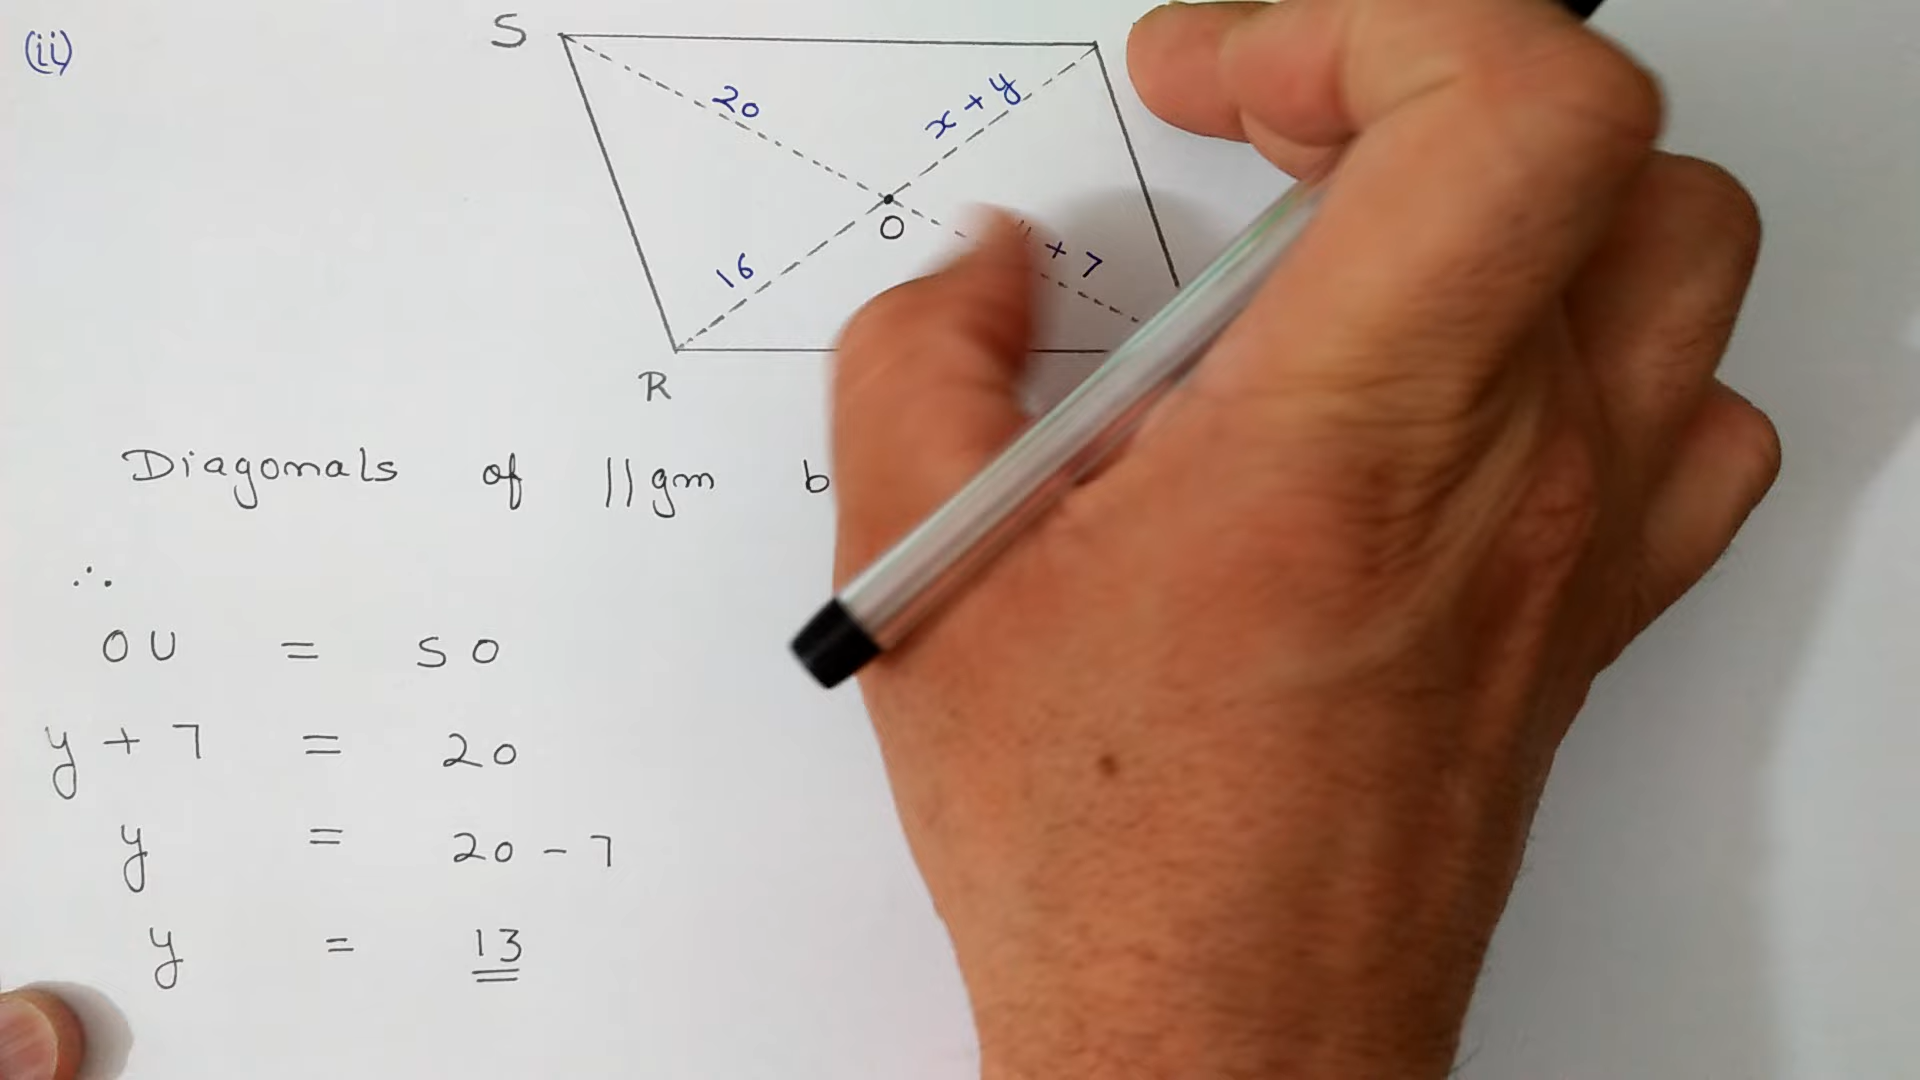 (ii)
S
20
x + y
O
16
+ 7
R
Diagonals of ||gm b
∴
OU = SO
y + 7 = 20
y = 20 - 7
y = 13